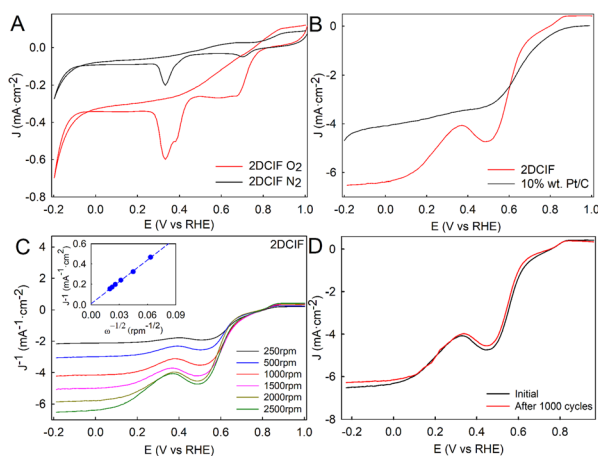 A
J (mA·cm-2)
0.0
-0.2
-0.4
-0.6
-0.8
2DCIF O2
2DCIF N2
0.0 0.2 0.4 0.6 0.8 1.0
E (V vs RHE)
B
J (mA·cm-2)
0
-2
-4
-6
2DCIF
10% wt. Pt/C
-0.2 0.0 0.2 0.4 0.6 0.8 1.0
E (V vs RHE)
C
2DCIF
J-1 (mA-1·cm-2)
4
2
0
-2
-4
-6
J-1 (mA-1·cm-2)
0.6
0.4
0.2
0.0
0.00 0.03 0.06 0.09
ω-1/2 (rpm-1/2)
250rpm
500rpm
1000rpm
1500rpm
2000rpm
2500rpm
-0.2 0.0 0.2 0.4 0.6 0.8 1.0
E (V vs RHE)
D
J (mA·cm-2)
0
-2
-4
-6
-8
Initial
After 1000 cycles
-0.2 0.0 0.2 0.4 0.6 0.8
E (V vs RHE)